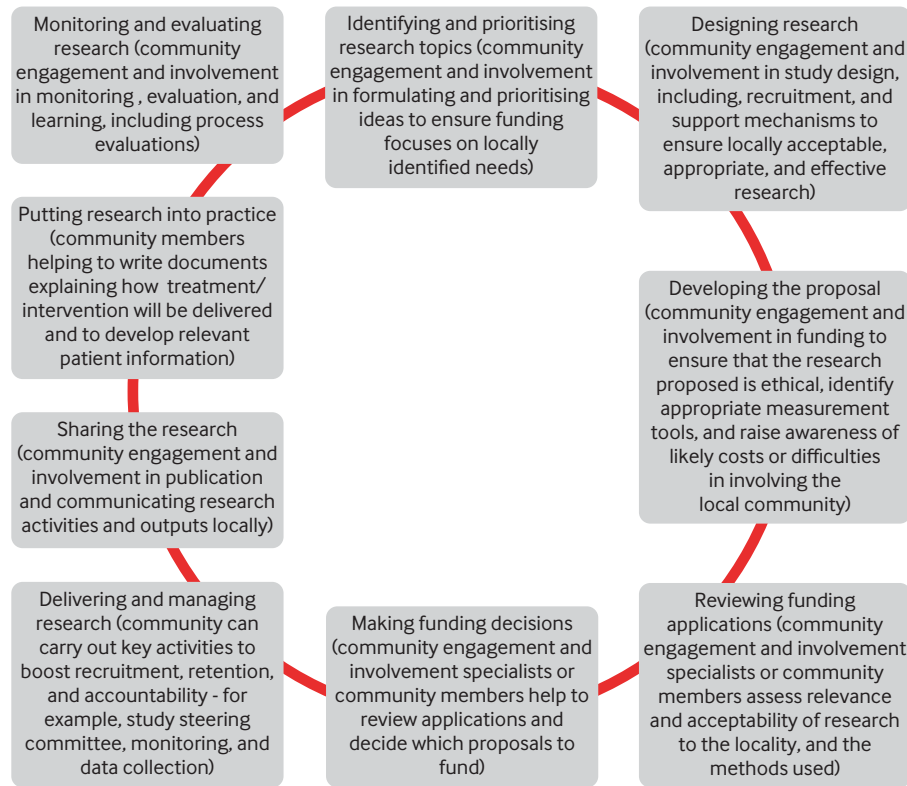 Monitoring and evaluating
research (community
engagement and involvement
in monitoring , evaluation, and
learning, including process
evaluations)
Identifying and prioritising
research topics (community
engagement and involvement
in formulating and prioritising
ideas to ensure funding
focuses on locally
identified needs)
Designing research
(community engagement and
involvement in study design,
including, recruitment, and
support mechanisms to
ensure locally acceptable,
appropriate, and effective
research)
Putting research into practice
(community members
helping to write documents
explaining how treatment/
intervention will be delivered
and to develop relevant
patient information)
Developing the proposal
(community engagement and
involvement in funding to
ensure that the research
proposed is ethical, identify
appropriate measurement
tools, and raise awareness of
likely costs or difficulties
in involving the
local community)
Sharing the research
(community engagement and
involvement in publication
and communicating research
activities and outputs locally)
Delivering and managing
research (community can
carry out key activities to
boost recruitment, retention,
and accountability - for
example, study steering
committee, monitoring, and
data collection)
Making funding decisions
(community engagement and
involvement specialists or
community members help to
review applications and
decide which proposals to
fund)
Reviewing funding
applications (community
engagement and involvement
specialists or community
members assess relevance
and acceptability of research
to the locality, and the
methods used)